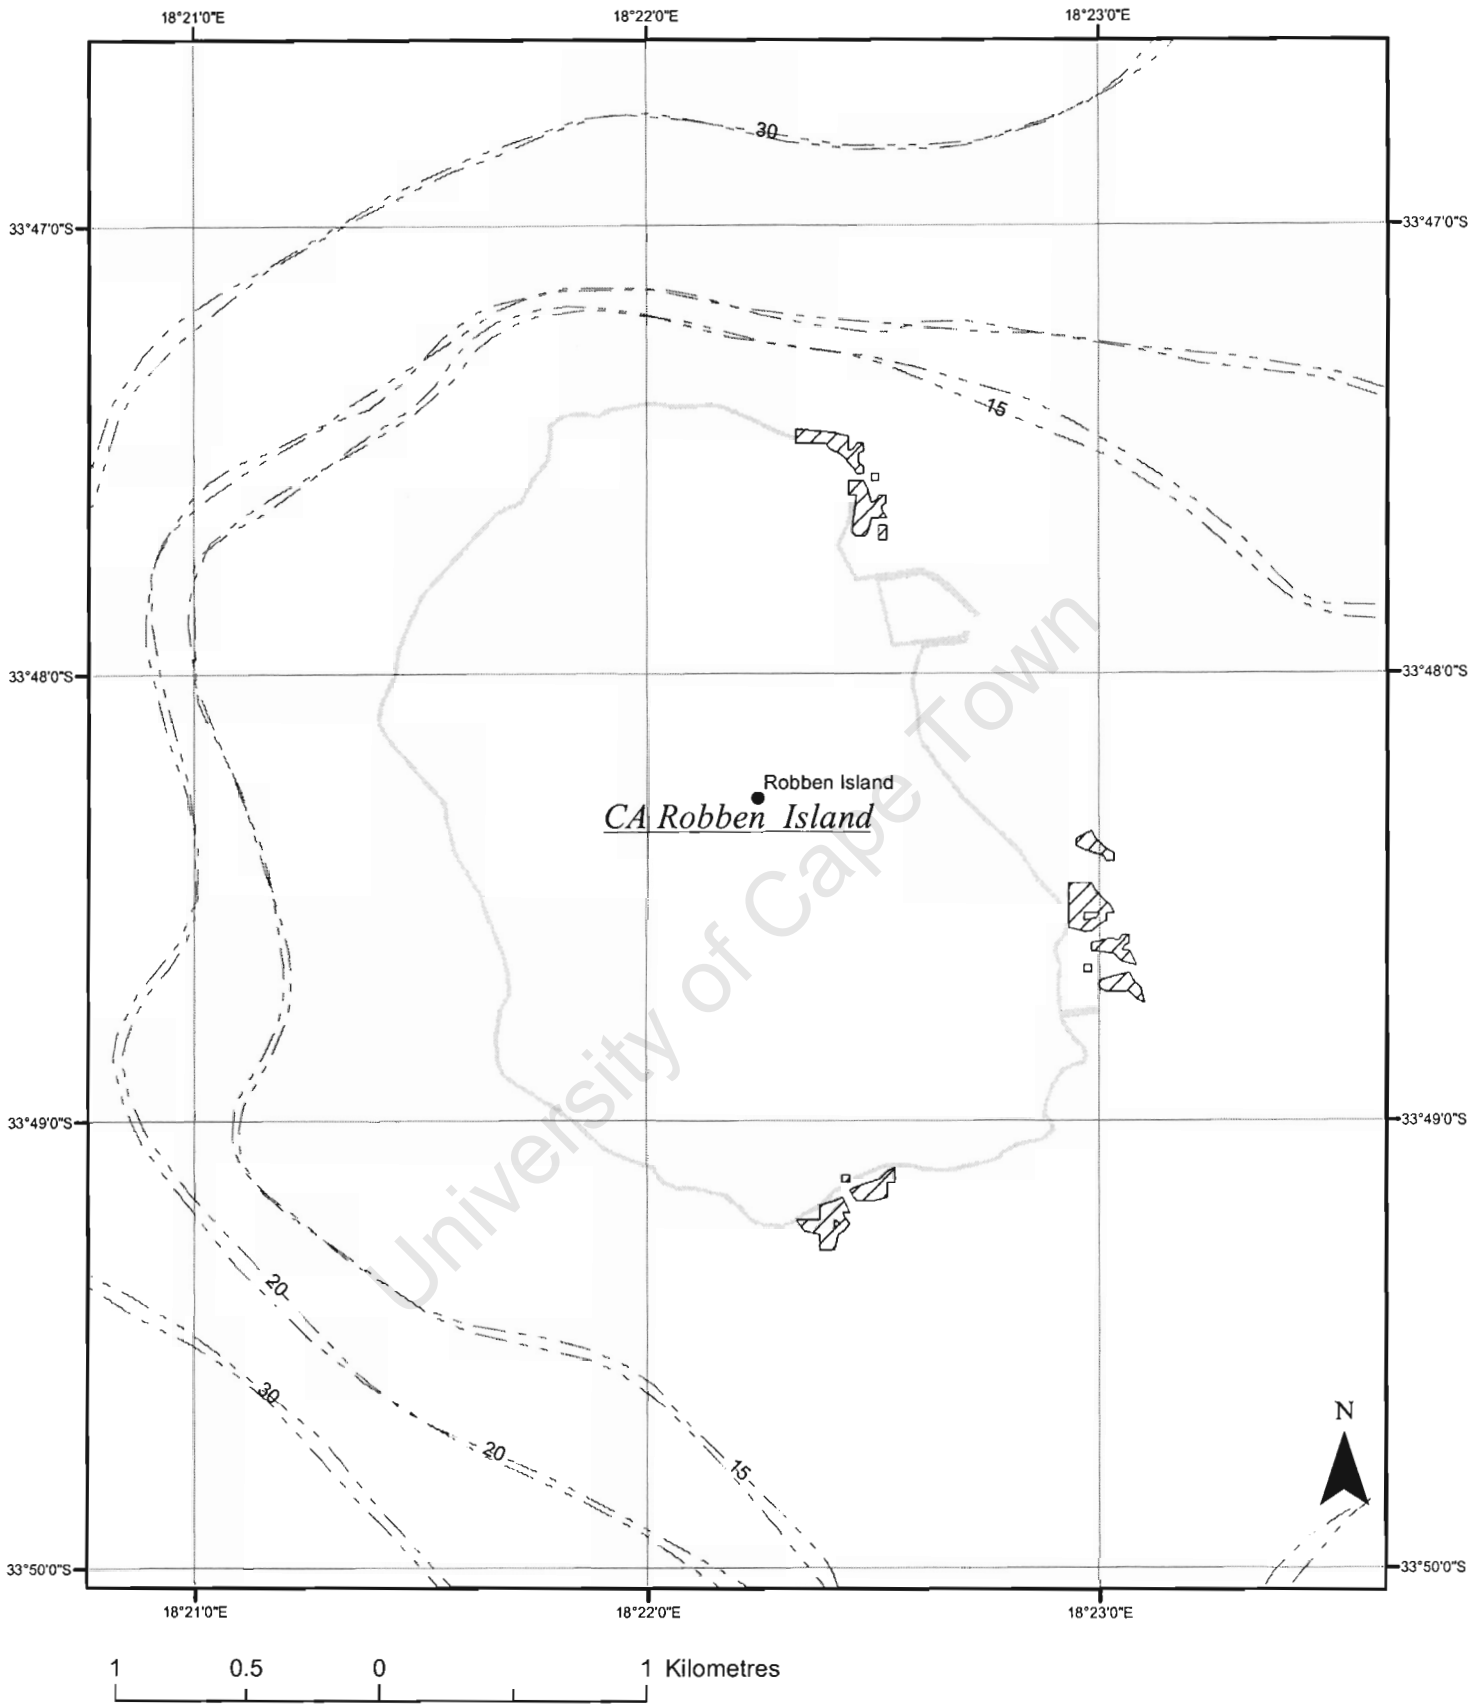 18°21'0"E 18°22'0"E 18°23'0"E
30
33°47'0"S 33°47'0"S
15
33°48'0"S 33°48'0"S
Robben Island
CA Robben Island
University of Cape Town
33°49'0"S 33°49'0"S
20
30
20
15
N
33°50'0"S 33°50'0"S
18°21'0"E 18°22'0"E 18°23'0"E
1 0.5 0 1 Kilometres